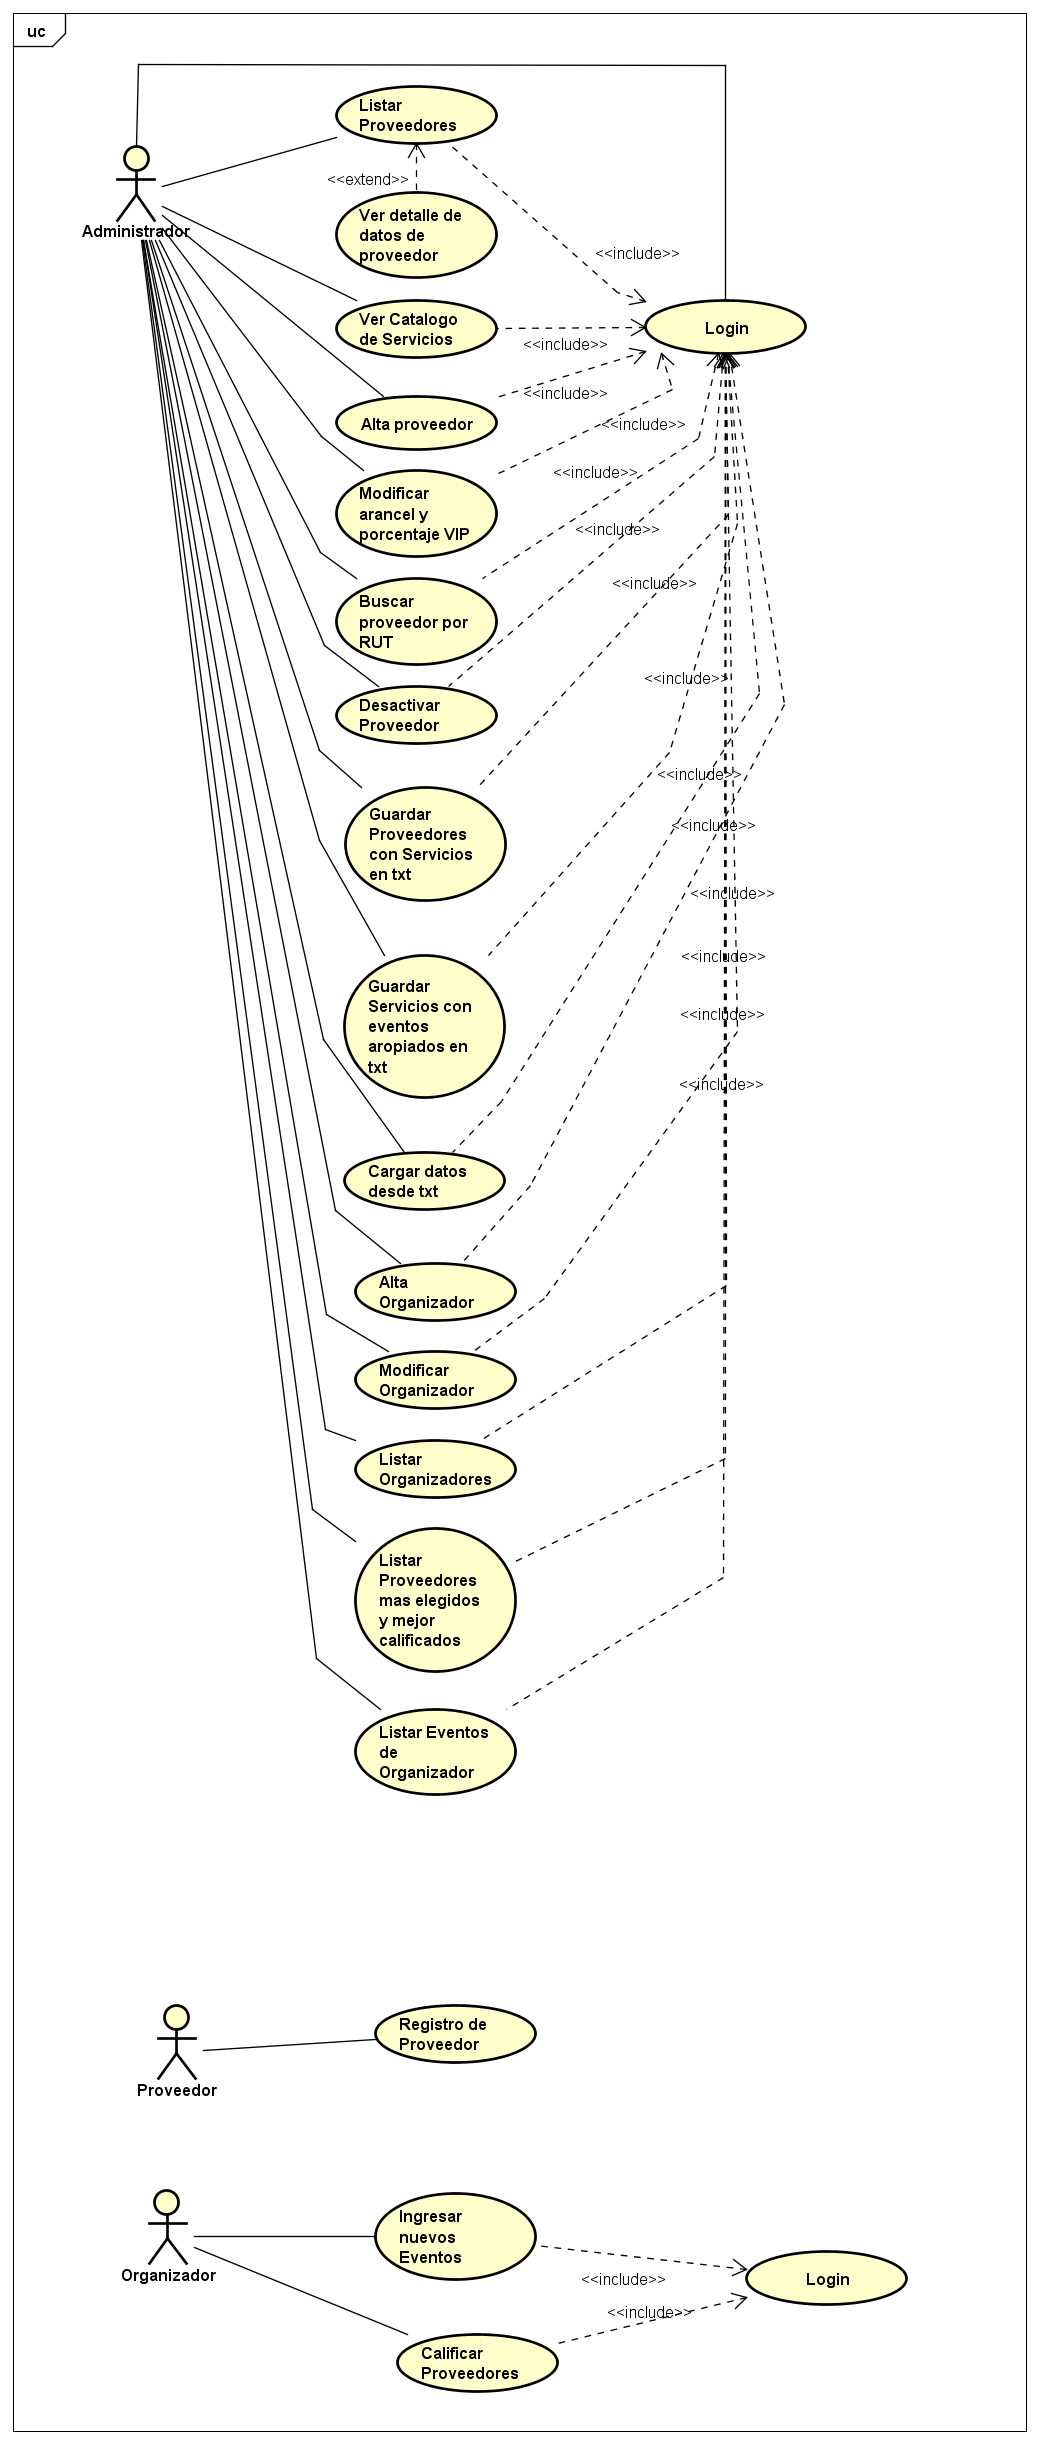 uc
Listar
Proveedores
<<extend>>
Administrador
Ver detalle de
datos de
proveedor
<<include>>
Ver Catalogo
de Servicios
Login
<<include>>
<<include>>
Alta proveedor
<<include>>
<<include>>
Modificar
arancel y
porcentaje VIP
<<include>>
<<include>>
Buscar
proveedor por
RUT
<<include>>
Desactivar
Proveedor
<<include>>
Guardar
Proveedores
con Servicios
en txt
<<include>>
<<include>>
<<include>>
Guardar
Servicios con
eventos
aropiados en
txt
<<include>>
<<include>>
Cargar datos
desde txt
Alta
Organizador
Modificar
Organizador
Listar
Organizadores
Listar
Proveedores
mas elegidos
y mejor
calificados
Listar Eventos
de
Organizador
Registro de
Proveedor
Proveedor
Ingresar
nuevos
Eventos
Organizador
<<include>>
Login
<<include>>
Calificar
Proveedores